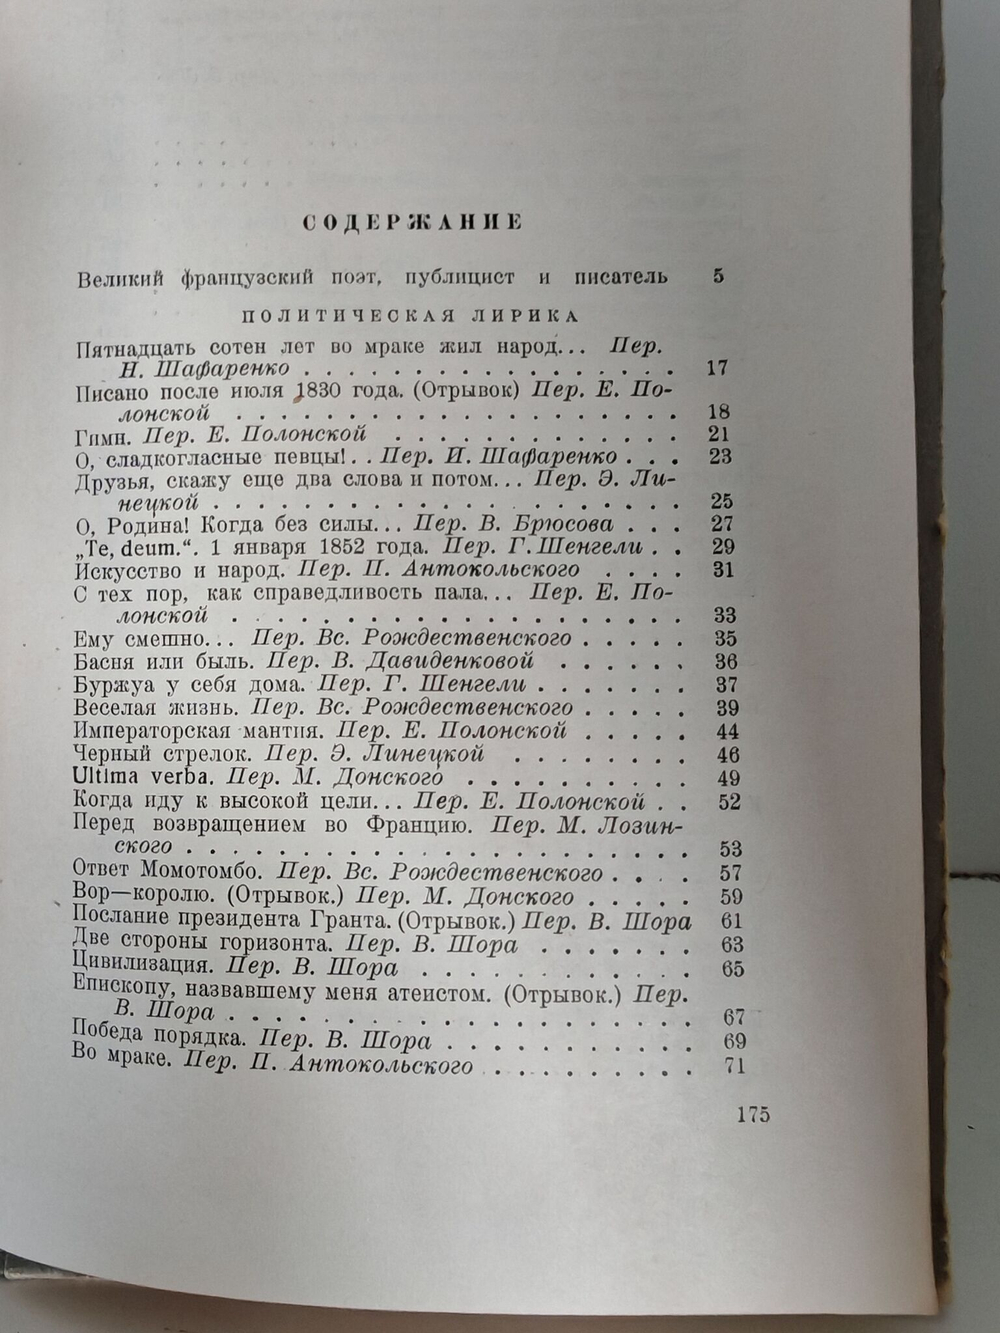 СОДЕРЖАНИЕ
Великий французский поэт, публицист и писатель 5
ПОЛИТИЧЕСКАЯ ЛИРИКА
Пятнадцать сотен лет во мраке жил народ... Пер.
Н. Шафаренко . . . . . . . . . . . . . . . . . 17
Писано после июля 1830 года. (Отрывок) Пер. Е. По-
лонской . . . . . . . . . . . . . . . . . . . . 18
Гимн. Пер. Е. Полонской . . . . . . . . . . . . . 21
О, сладкогласные певцы!.. Пер. И. Шафаренко . . . 23
Друзья, скажу еще два слова и потом... Пер. Э. Ли-
нецкой . . . . . . . . . . . . . . . . . . . . . 25
О, Родина! Когда без силы... Пер. В. Брюсова . . . 27
„Te, deum.“. 1 января 1852 года. Пер. Г. Шенгели . . 29
Искусство и народ. Пер. П. Антокольского . . . . 31
С тех пор, как справедливость пала... Пер. Е. По-
лонской . . . . . . . . . . . . . . . . . . . . 33
Ему смешно... Пер. Вс. Рождественского . . . . . 35
Басня или быль. Пер. В. Давиденковой . . . . . . 36
Буржуа у себя дома. Пер. Г. Шенгели . . . . . . . 37
Веселая жизнь. Пер. Вс. Рождественского . . . . . 39
Императорская мантия. Пер. Е. Полонской . . . . . 44
Черный стрелок. Пер. Э. Линецкой . . . . . . . . 46
Ultima verba. Пер. М. Донского . . . . . . . . . . 49
Когда иду к высокой цели... Пер. Е. Полонской . . 52
Перед возвращением во Францию. Пер. М. Лозин-
ского . . . . . . . . . . . . . . . . . . . . . . 53
Ответ Момотомбо. Пер. Вс. Рождественского . . . . 57
Вор—королю. (Отрывок.) Пер. М. Донского . . . . . 59
Послание президента Гранта. (Отрывок.) Пер. В. Шора 61
Две стороны горизонта. Пер. В. Шора . . . . . . . 63
Цивилизация. Пер. В. Шора . . . . . . . . . . . . 65
Епископу, назвавшему меня атеистом. (Отрывок.) Пер.
В. Шора . . . . . . . . . . . . . . . . . . . . 67
Победа порядка. Пер. В. Шора . . . . . . . . . . 69
Во мраке. Пер. П. Антокольского . . . . . . . . . 71
175